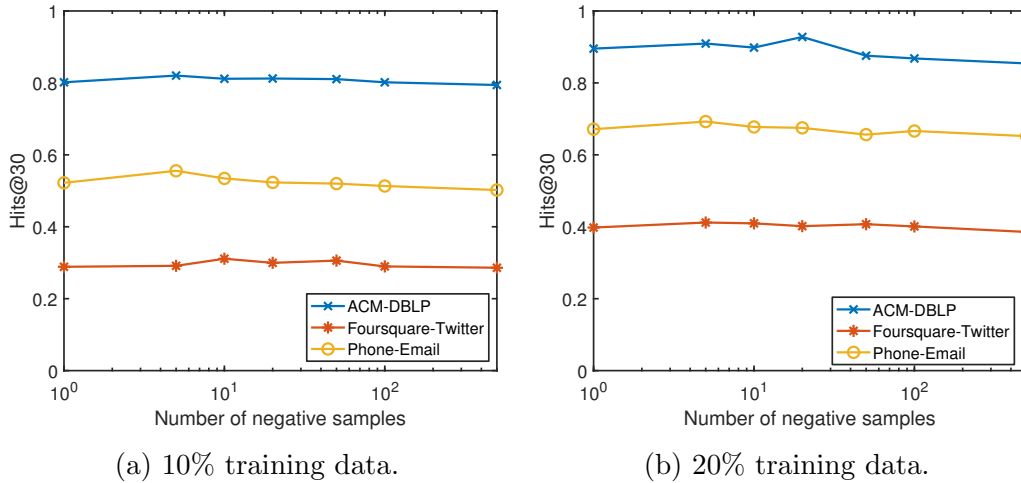 1
0.8
0.6
0.4
0.2
0
Hits@30
10^0
10^1
10^2
Number of negative samples
ACM-DBLP
Foursquare-Twitter
Phone-Email
(a) 10% training data.
1
0.8
0.6
0.4
0.2
0
Hits@30
10^0
10^1
10^2
Number of negative samples
ACM-DBLP
Foursquare-Twitter
Phone-Email
(b) 20% training data.